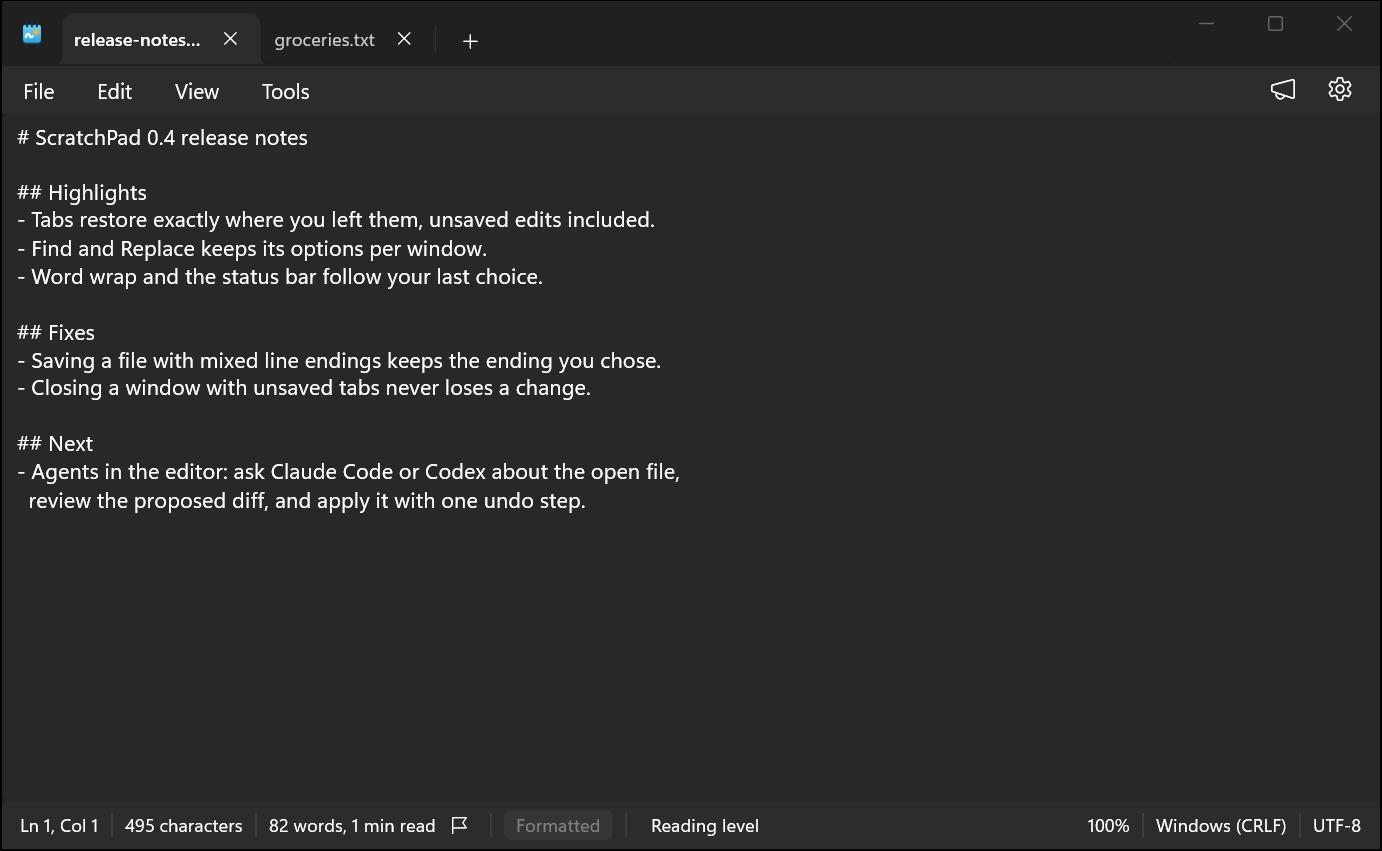 release-notes...
groceries.txt
File Edit View Tools
# ScratchPad 0.4 release notes
## Highlights
- Tabs restore exactly where you left them, unsaved edits included.
- Find and Replace keeps its options per window.
- Word wrap and the status bar follow your last choice.
## Fixes
- Saving a file with mixed line endings keeps the ending you chose.
- Closing a window with unsaved tabs never loses a change.
## Next
- Agents in the editor: ask Claude Code or Codex about the open file,
review the proposed diff, and apply it with one undo step.
Ln 1, Col 1 495 characters 82 words, 1 min read Formatted Reading level 100% Windows (CRLF) UTF-8